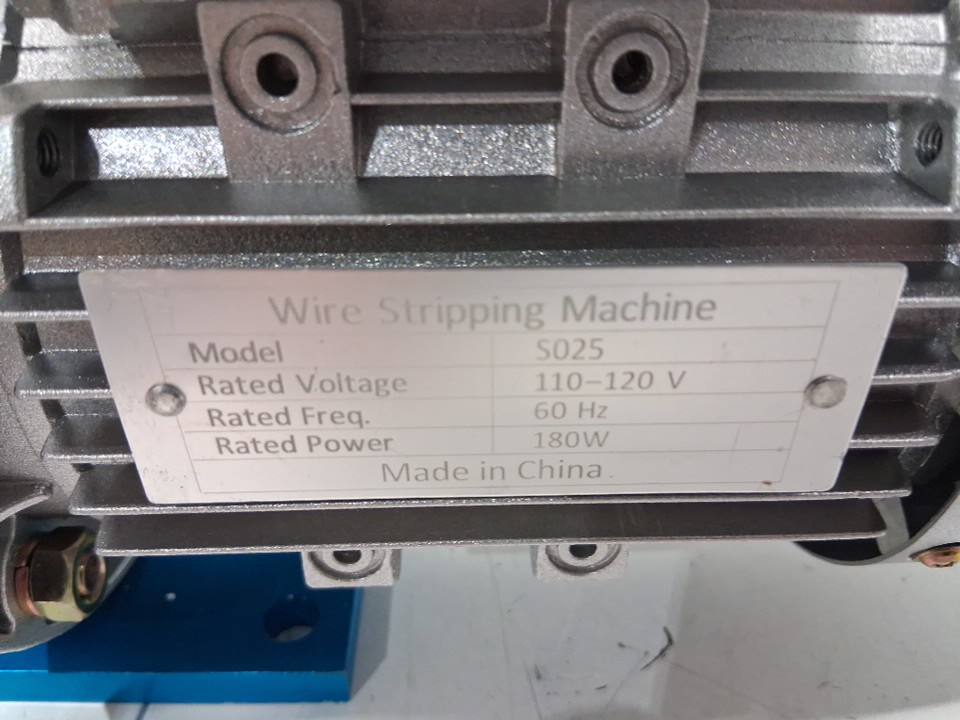 Wire Stripping Machine
Model S025
Rated Voltage 110-120 V
Rated Freq. 60 Hz
Rated Power 180W
Made in China